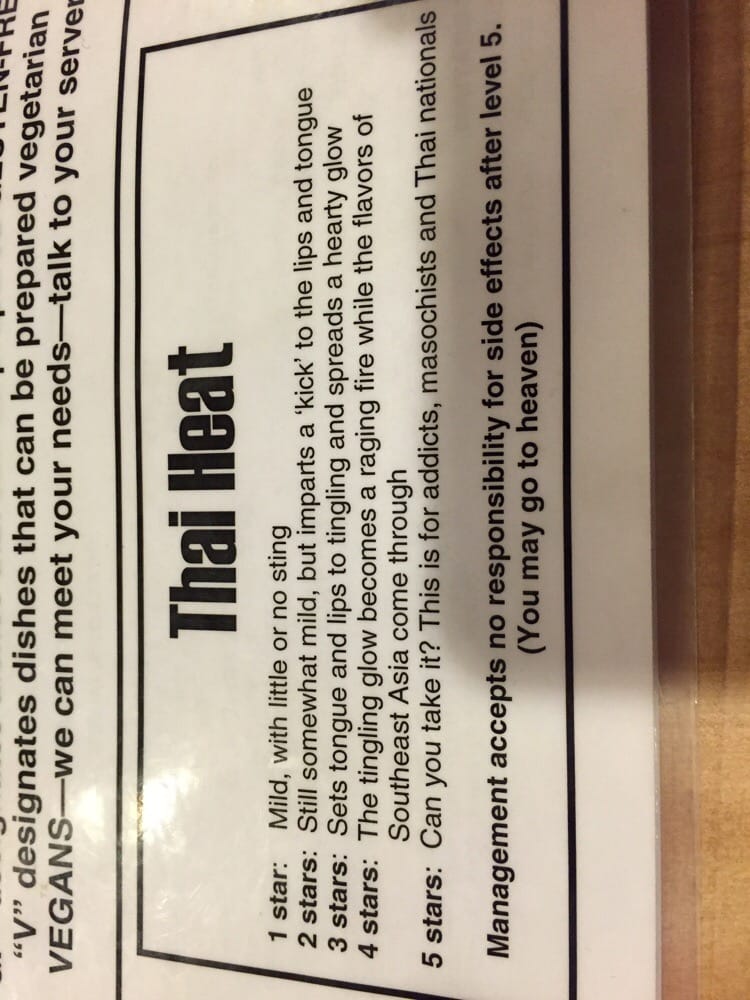 "V" designates dishes that can be prepared vegetarian
VEGANS—we can meet your needs—talk to your server
Thai Heat
1 star: Mild, with little or no sting
2 stars: Still somewhat mild, but imparts a 'kick' to the lips and tongue
3 stars: Sets tongue and lips to tingling and spreads a hearty glow
4 stars: The tingling glow becomes a raging fire while the flavors of
Southeast Asia come through
5 stars: Can you take it? This is for addicts, masochists and Thai nationals
Management accepts no responsibility for side effects after level 5.
(You may go to heaven)